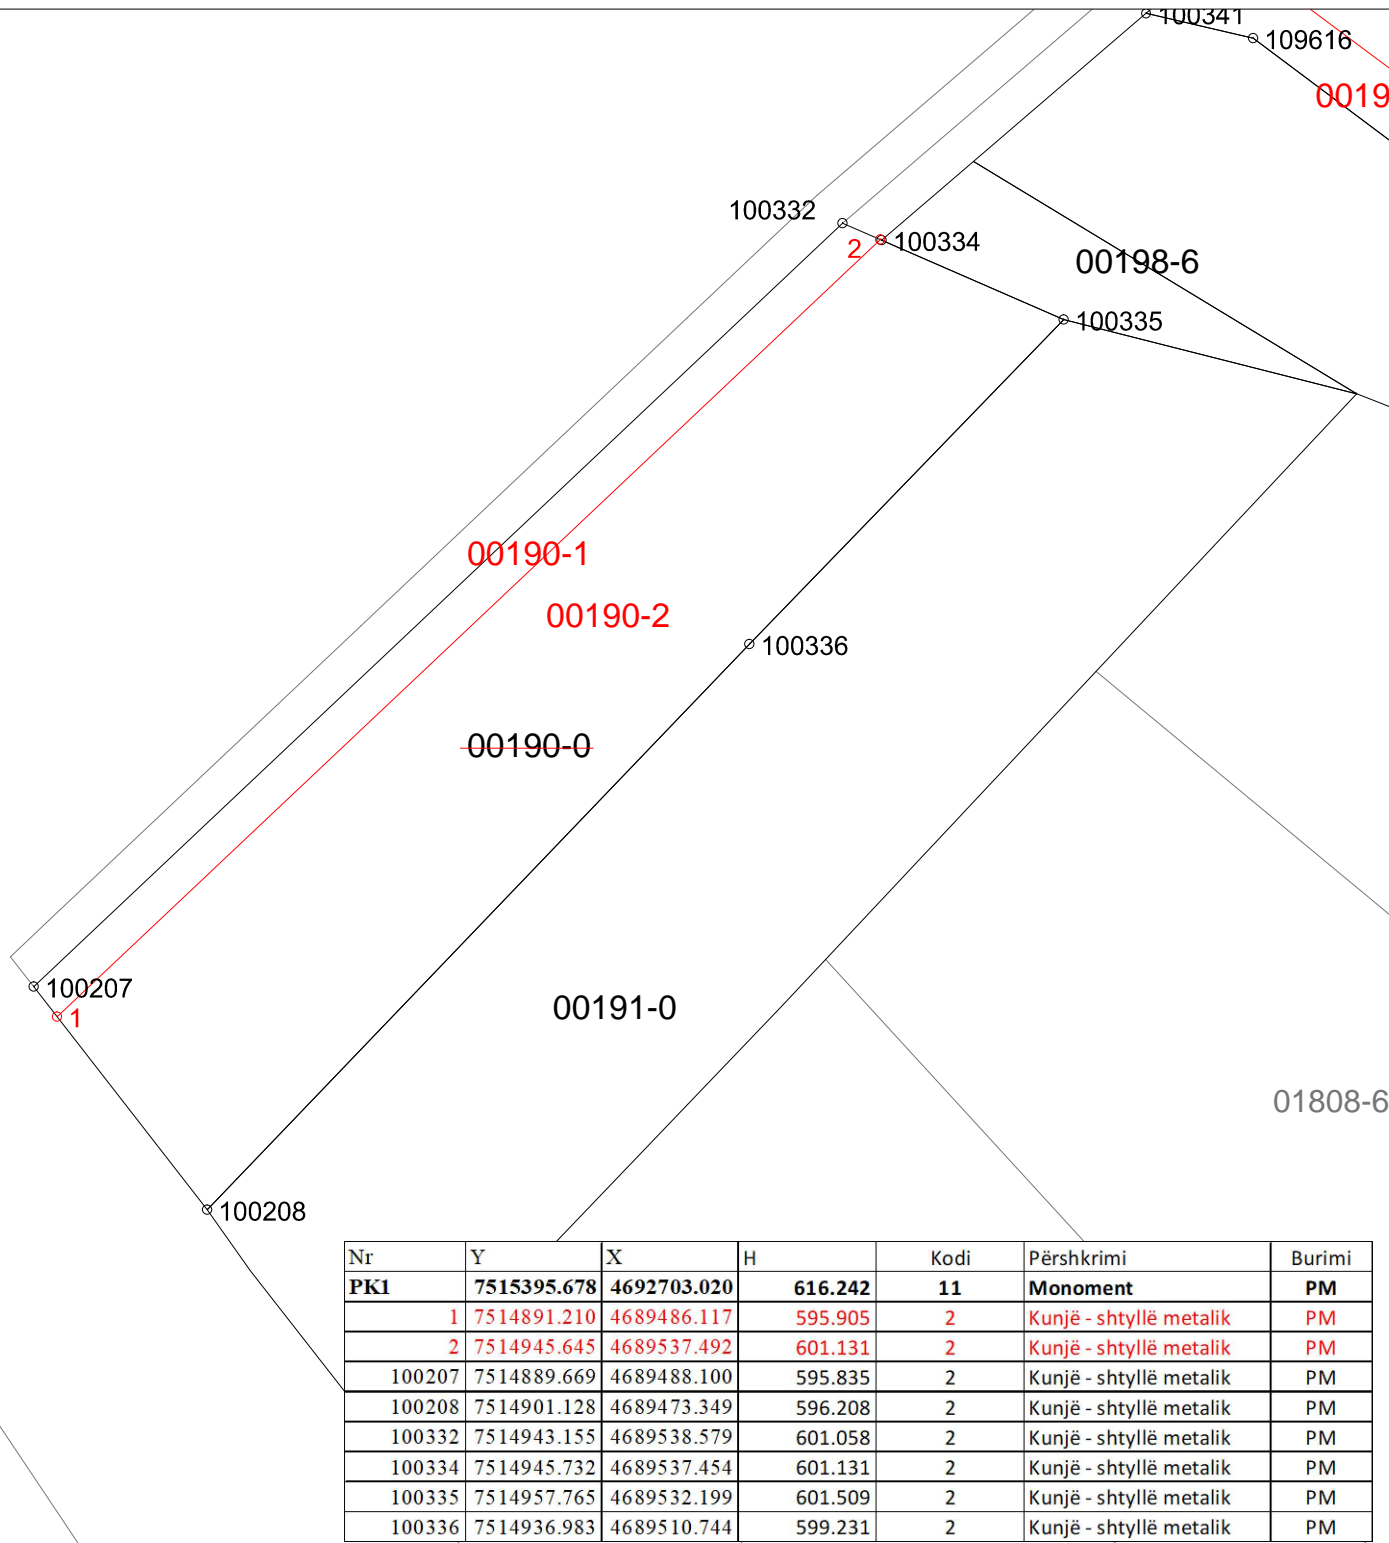 100341
109616
0019
100332
2
100334
00198-6
100335
00190-1
00190-2
100336
00190-0
100207
1
00191-0
01808-6
100208
Nr Y X H Kodi Përshkrimi Burimi
PK1 7515395.678 4692703.020 616.242 11 Monoment PM
1 7514891.210 4689486.117 595.905 2 Kunjë - shtyllë metalik PM
2 7514945.645 4689537.492 601.131 2 Kunjë - shtyllë metalik PM
100207 7514889.669 4689488.100 595.835 2 Kunjë - shtyllë metalik PM
100208 7514901.128 4689473.349 596.208 2 Kunjë - shtyllë metalik PM
100332 7514943.155 4689538.579 601.058 2 Kunjë - shtyllë metalik PM
100334 7514945.732 4689537.454 601.131 2 Kunjë - shtyllë metalik PM
100335 7514957.765 4689532.199 601.509 2 Kunjë - shtyllë metalik PM
100336 7514936.983 4689510.744 599.231 2 Kunjë - shtyllë metalik PM